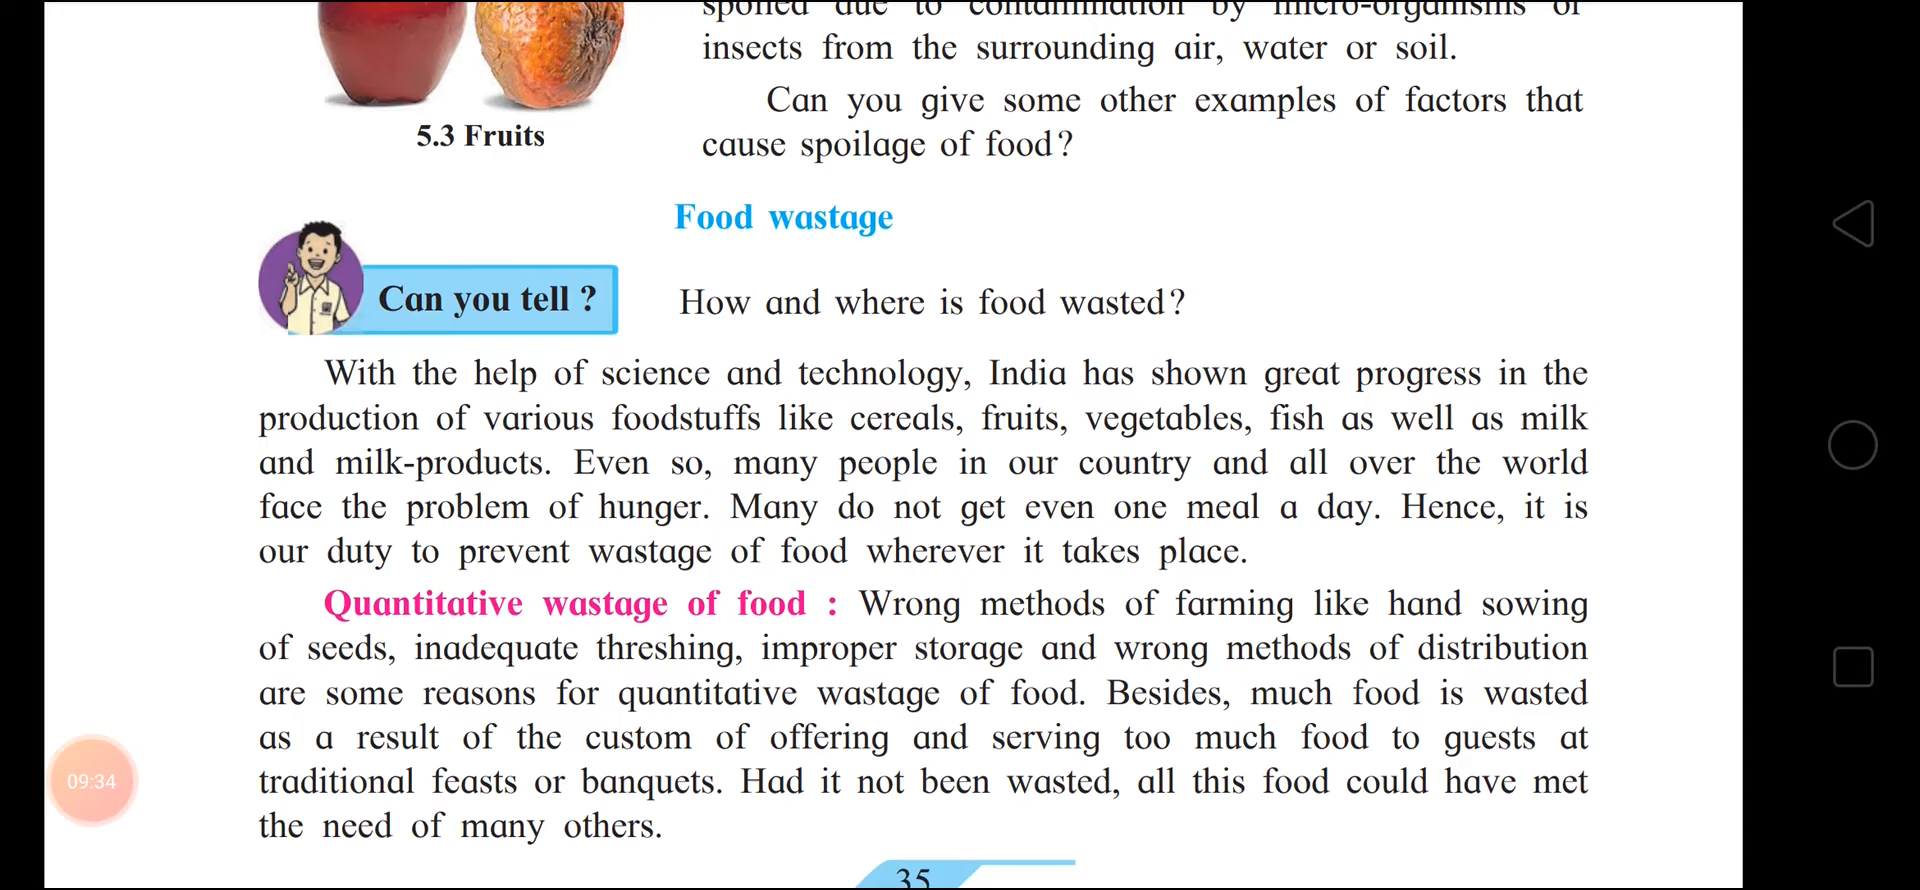 spoiled due to contamination by micro-organisms or
insects from the surrounding air, water or soil.
Can you give some other examples of factors that
cause spoilage of food?
5.3 Fruits
Food wastage
Can you tell ?
How and where is food wasted?
With the help of science and technology, India has shown great progress in the
production of various foodstuffs like cereals, fruits, vegetables, fish as well as milk
and milk-products. Even so, many people in our country and all over the world
face the problem of hunger. Many do not get even one meal a day. Hence, it is
our duty to prevent wastage of food wherever it takes place.
Quantitative wastage of food : Wrong methods of farming like hand sowing
of seeds, inadequate threshing, improper storage and wrong methods of distribution
are some reasons for quantitative wastage of food. Besides, much food is wasted
as a result of the custom of offering and serving too much food to guests at
traditional feasts or banquets. Had it not been wasted, all this food could have met
the need of many others.
09:34
35